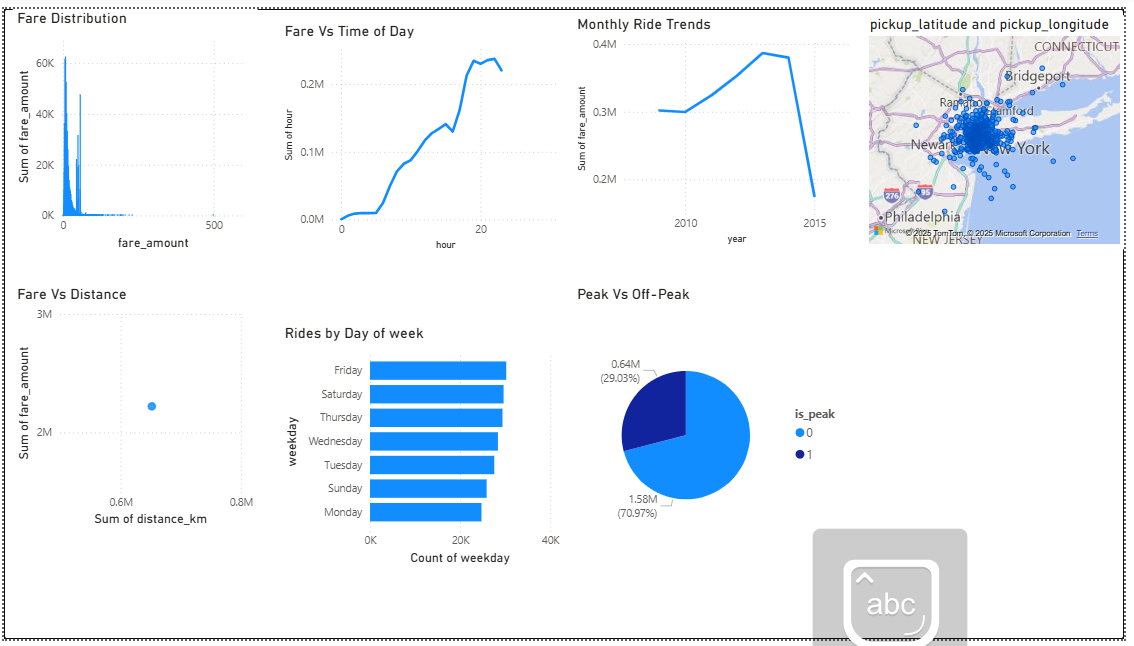 Fare Distribution
Sum of fare_amount
60K
40K
20K
0K
0
500
fare_amount
Fare Vs Time of Day
Sum of hour
0.2M
0.1M
0.0M
0
20
hour
Monthly Ride Trends
Sum of fare_amount
0.4M
0.3M
0.2M
2010
2015
year
pickup_latitude and pickup_longitude
CONNECTICUT
Bridgeport
Newark
New York
276
95
Philadelphia
© 2025 TomTom, © 2025 Microsoft Corporation Terms
NEW JERSEY
Fare Vs Distance
Sum of fare_amount
3M
2M
0.6M
0.8M
Sum of distance_km
Rides by Day of week
weekday
Friday
Saturday
Thursday
Wednesday
Tuesday
Sunday
Monday
0K
20K
40K
Count of weekday
Peak Vs Off-Peak
0.64M
(29.03%)
1.58M
(70.97%)
is_peak
0
1
abc